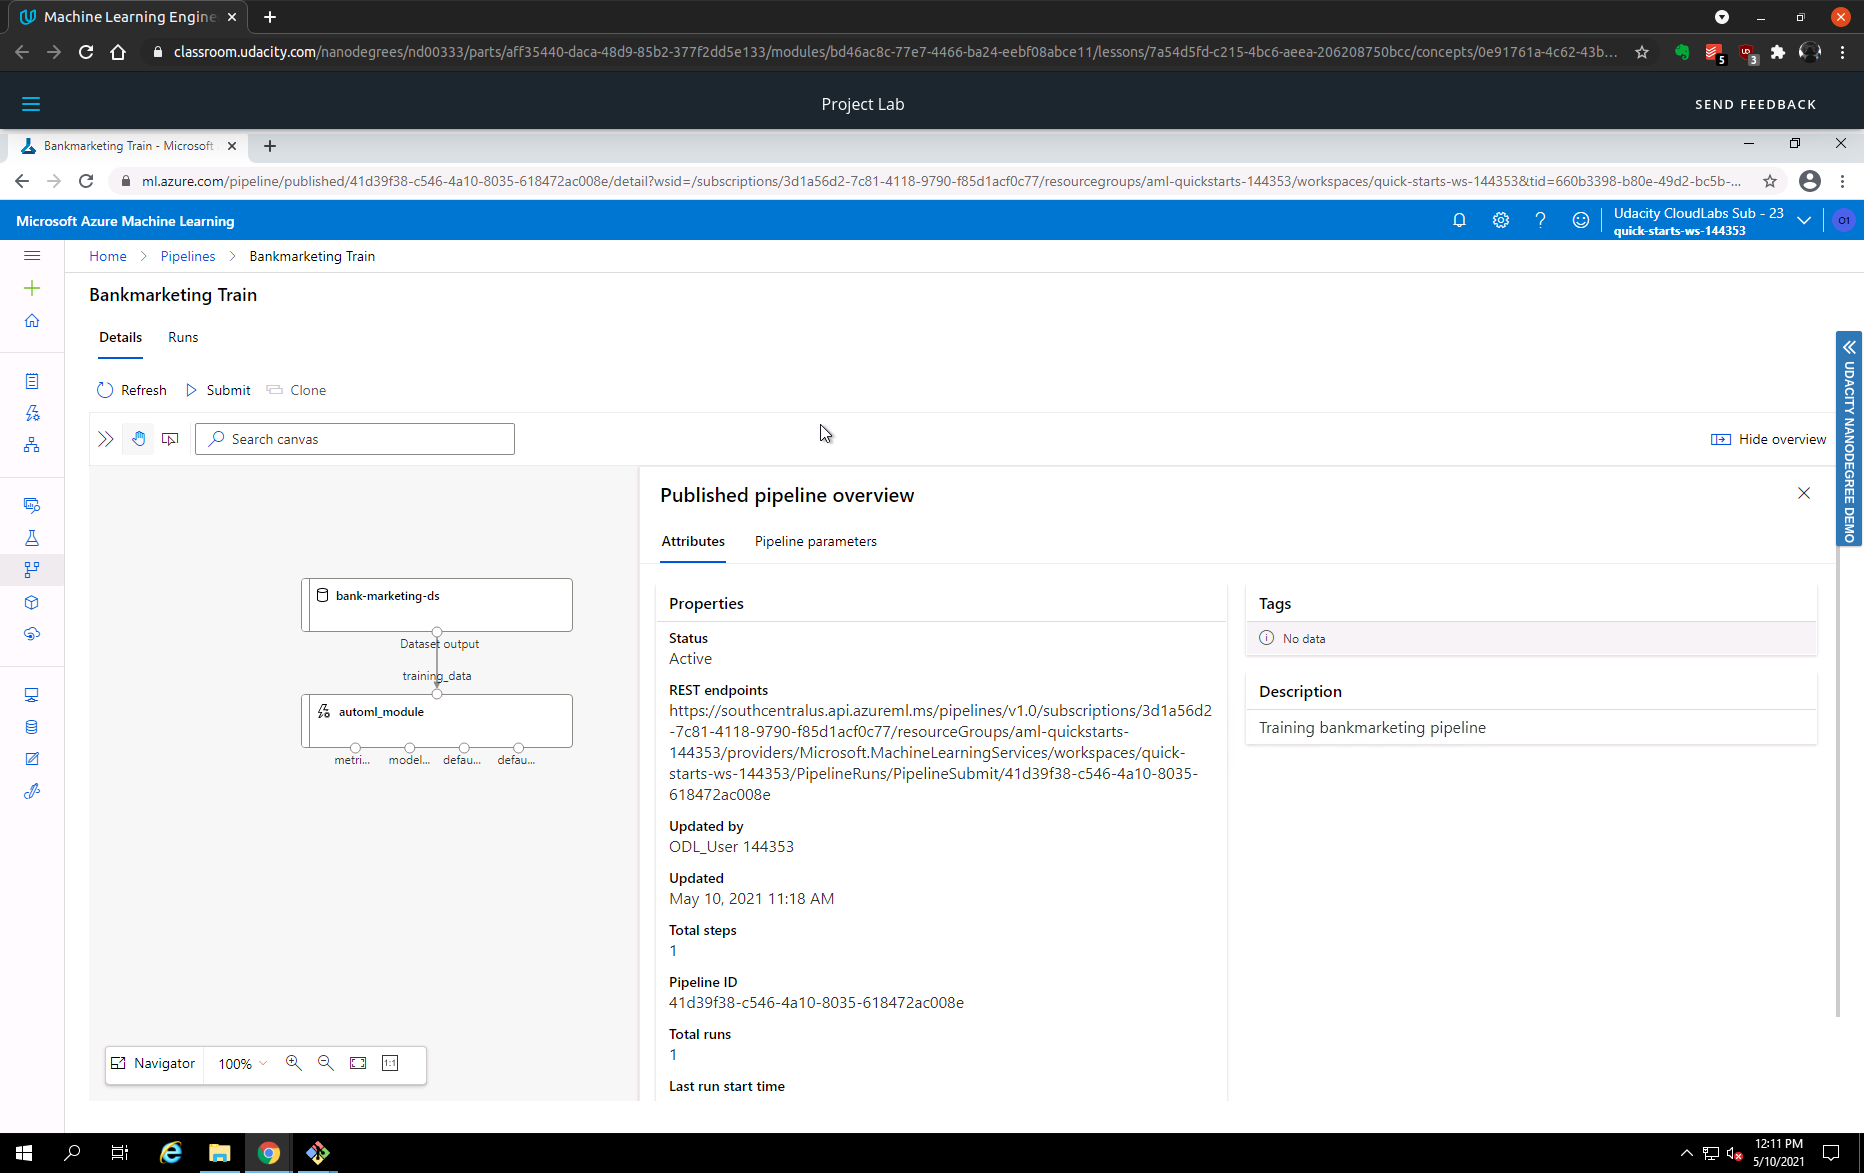 Machine Learning Engine
classroom.udacity.com/nanodegrees/nd00333/parts/aff35440-daca-48d9-85b2-377f2dd5e133/modules/bd46ac8c-77e7-4466-ba24-eebf08abce11/lessons/7a54d5fd-c215-4bc6-aeea-206208750bcc/concepts/0e91761a-4c62-43b...
5
3
Project Lab
SEND FEEDBACK
Bankmarketing Train - Microsoft
ml.azure.com/pipeline/published/41d39f38-c546-4a10-8035-618472ac008e/detail?wsid=/subscriptions/3d1a56d2-7c81-4118-9790-f85d1acf0c77/resourcegroups/aml-quickstarts-144353/workspaces/quick-starts-ws-144353&tid=660b3398-b80e-49d2-bc5b-...
Microsoft Azure Machine Learning
Udacity CloudLabs Sub - 23
quick-starts-ws-144353
O1
Home
Pipelines
Bankmarketing Train
Bankmarketing Train
Details
Runs
Refresh
Submit
Clone
Search canvas
Hide overview
UDACITY NANODEGREE DEMO
bank-marketing-ds
Dataset output
training_data
automl_module
metri...
model...
defau...
defau...
Navigator
100%
1:1
Published pipeline overview
Attributes
Pipeline parameters
Properties
Status
Active
REST endpoints
https://southcentralus.api.azureml.ms/pipelines/v1.0/subscriptions/3d1a56d2
-7c81-4118-9790-f85d1acf0c77/resourceGroups/aml-quickstarts-
144353/providers/Microsoft.MachineLearningServices/workspaces/quick-
starts-ws-144353/PipelineRuns/PipelineSubmit/41d39f38-c546-4a10-8035-
618472ac008e
Updated by
ODL_User 144353
Updated
May 10, 2021 11:18 AM
Total steps
1
Pipeline ID
41d39f38-c546-4a10-8035-618472ac008e
Total runs
1
Last run start time
Tags
No data
Description
Training bankmarketing pipeline
12:11 PM
5/10/2021